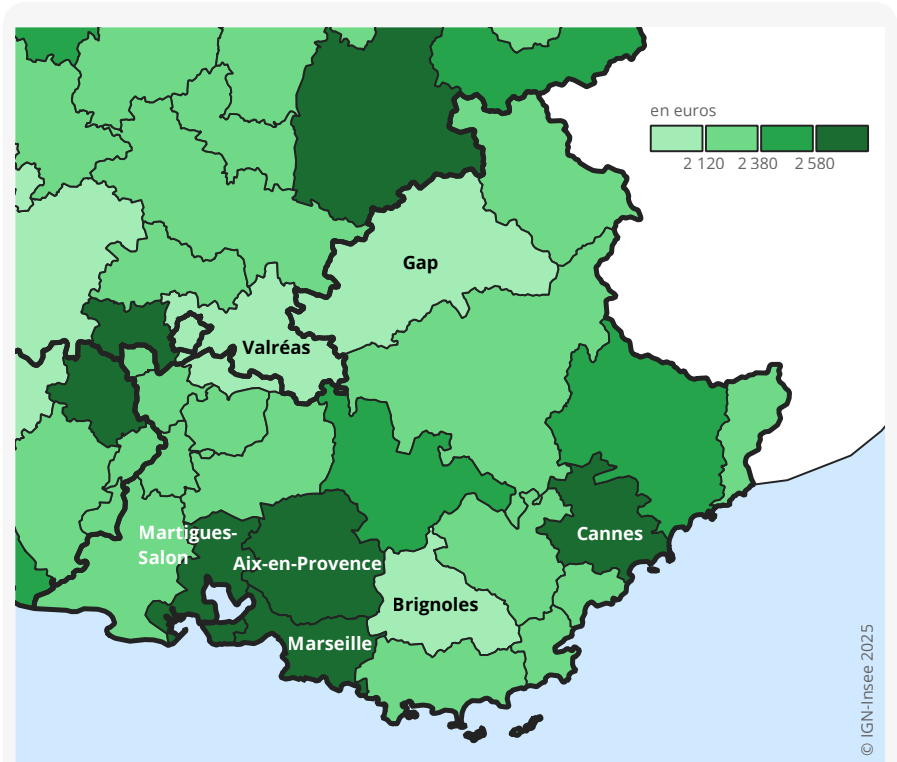 en euros
2 120 2 380 2 580
Gap
Valréas
Martigues-
Salon
Aix-en-Provence
Cannes
Brignoles
Marseille
© IGN-Insee 2025